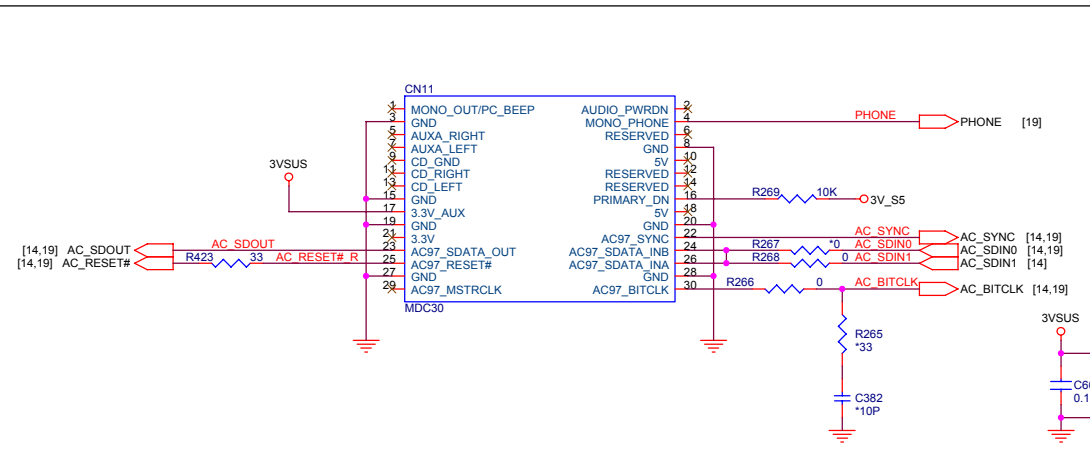 CN11
1 MONO_OUT/PC_BEEP AUDIO_PWRDN 2
3 GND MONO_PHONE 4 PHONE PHONE [19]
5 AUXA_RIGHT RESERVED 6
7 AUXA_LEFT GND 8
9 CD_GND 5V 10
11 CD_RIGHT RESERVED 12
13 CD_LEFT RESERVED 14
15 GND PRIMARY_DN 16 R269 10K 3V_S5
3VSUS
17 3.3V_AUX 5V 18
19 GND GND 20
21 3.3V AC97_SYNC 22 AC_SYNC AC_SYNC [14,19]
[14,19] AC_SDOUT AC_SDOUT 23 AC97_SDATA_OUT AC97_SDATA_INB 24 R267 *0 AC_SDIN0 AC_SDIN0 [14,19]
[14,19] AC_RESET# R423 33 AC_RESET#_R 25 AC97_RESET# AC97_SDATA_INA 26 R268 0 AC_SDIN1 AC_SDIN1 [14]
27 GND GND 28
29 AC97_MSTRCLK AC97_BITCLK 30 R266 0 AC_BITCLK AC_BITCLK [14,19]
MDC30
3VSUS
R265
*33
C382
*10P